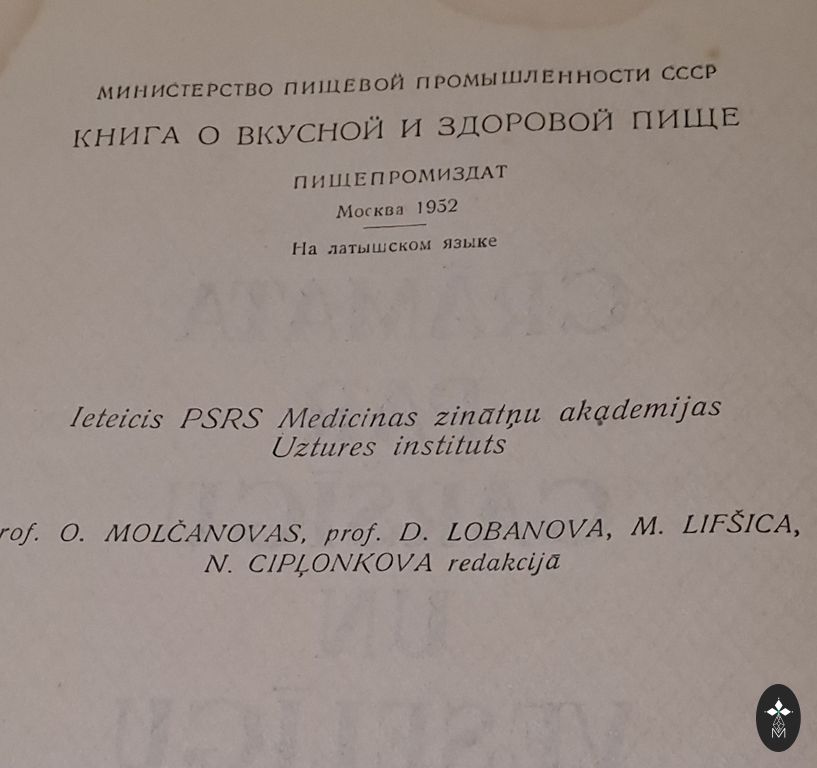 МИНИСТЕРСТВО ПИЩЕВОЙ ПРОМЫШЛЕННОСТИ СССР
КНИГА О ВКУСНОЙ И ЗДОРОВОЙ ПИЩЕ
ПИЩЕПРОМИЗДАТ
Москва 1952
На латышском языке
Ieteicis PSRS Medicinas zinātņu akademijas
Uztures instituts
rof. O. MOLČANOVAS, prof. D. LOBANOVA, M. LIFŠICA,
N. CIPĻONKOVA redakcijā
M